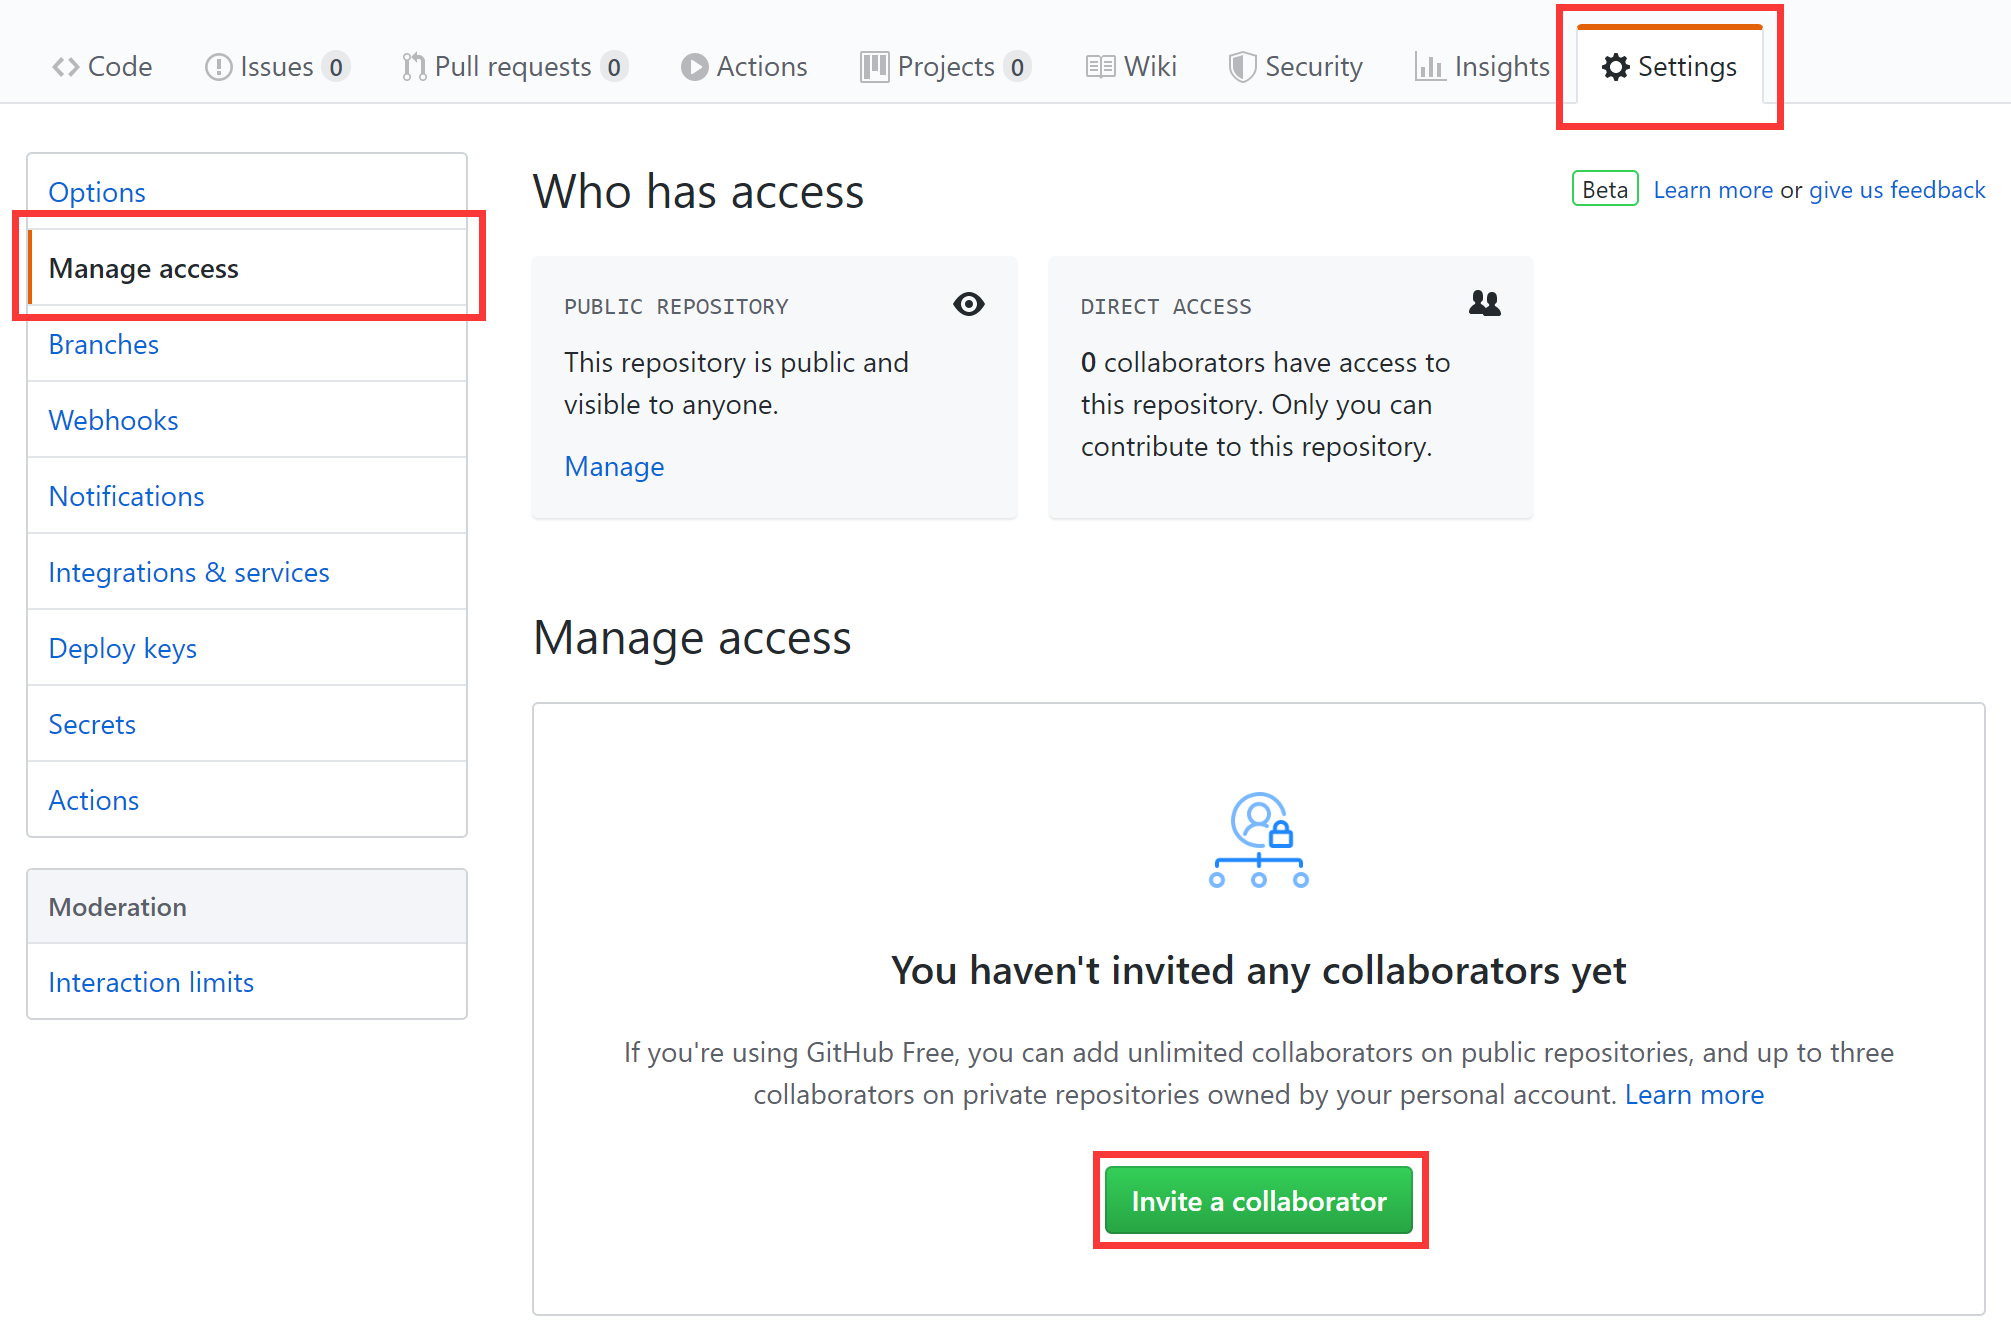 Code Issues 0 Pull requests 0 Actions Projects 0 Wiki Security Insights Settings
Options
Manage access
Branches
Webhooks
Notifications
Integrations & services
Deploy keys
Secrets
Actions
Moderation
Interaction limits
Who has access
Beta Learn more or give us feedback
PUBLIC REPOSITORY
This repository is public and
visible to anyone.
Manage
DIRECT ACCESS
0 collaborators have access to
this repository. Only you can
contribute to this repository.
Manage access
You haven't invited any collaborators yet
If you're using GitHub Free, you can add unlimited collaborators on public repositories, and up to three
collaborators on private repositories owned by your personal account. Learn more
Invite a collaborator